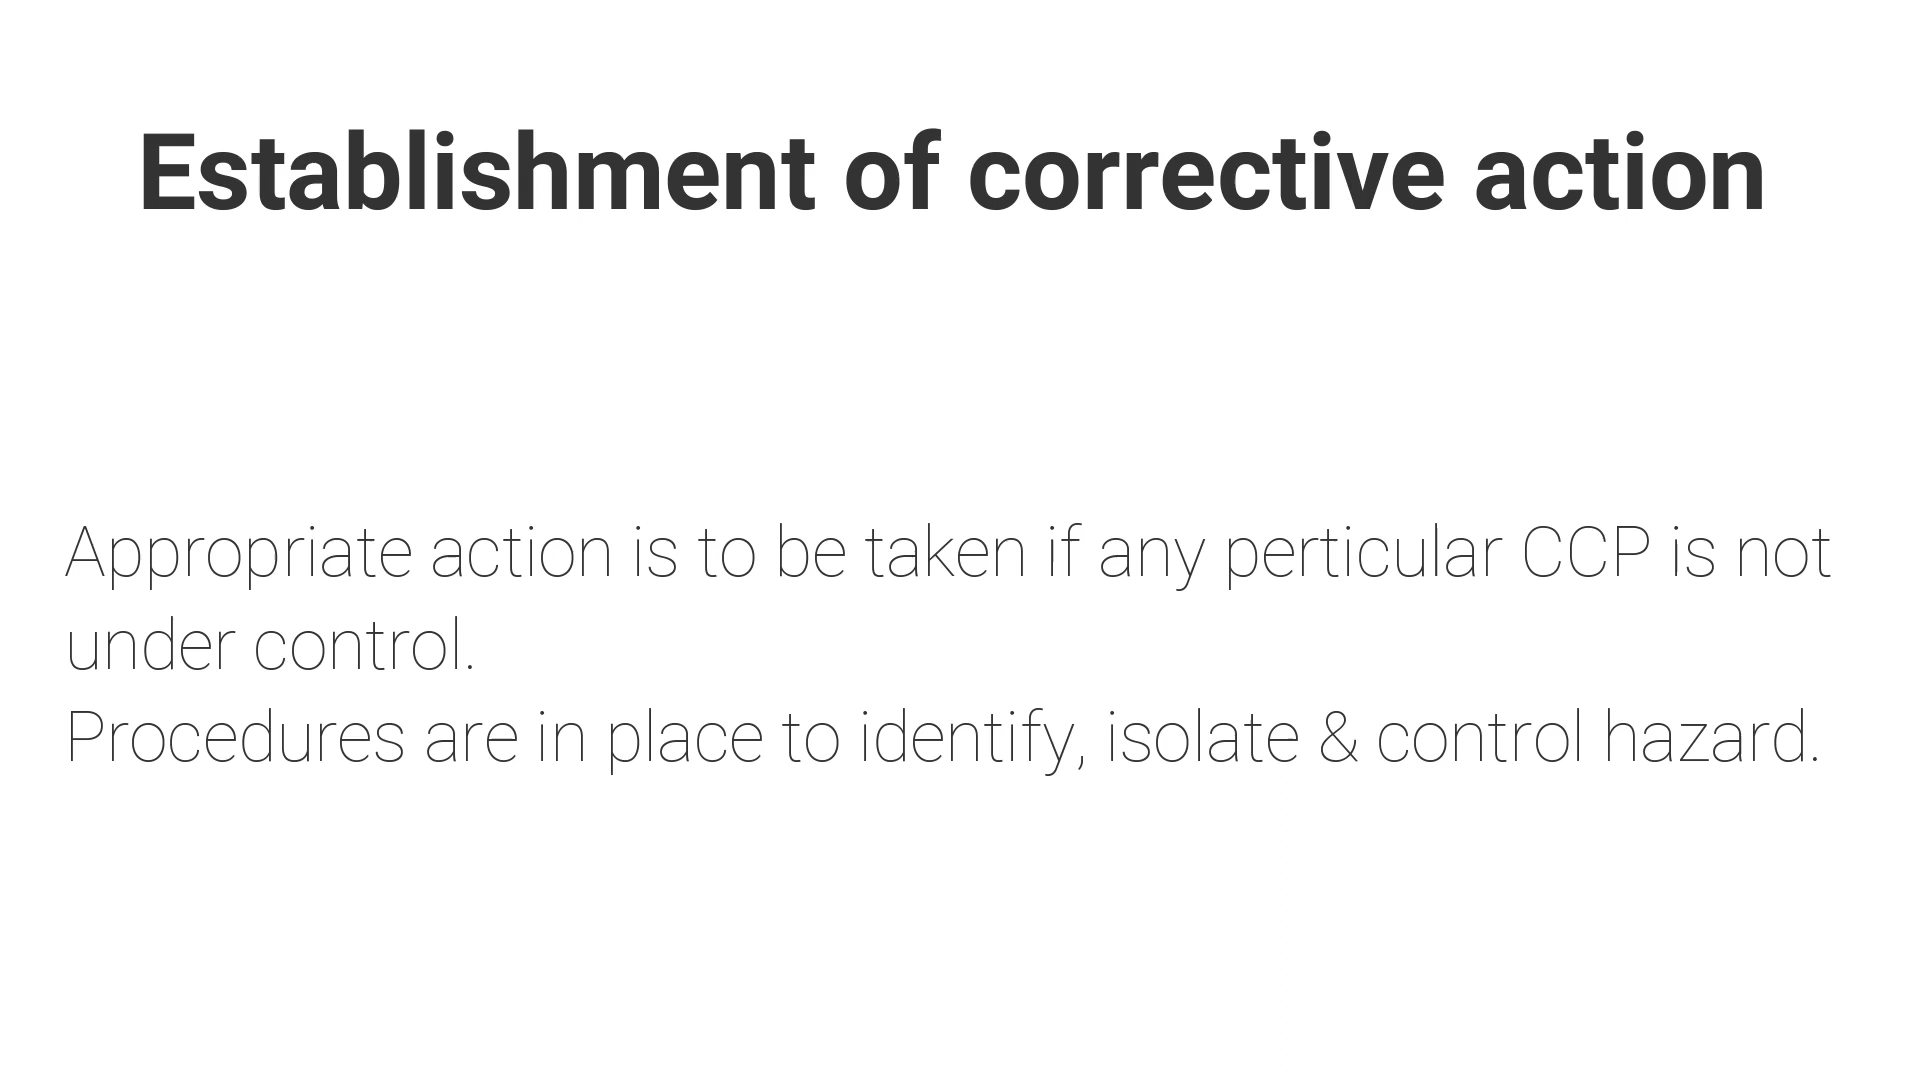 Establishment of corrective action
Appropriate action is to be taken if any perticular CCP is not
under control.
Procedures are in place to identify, isolate & control hazard.